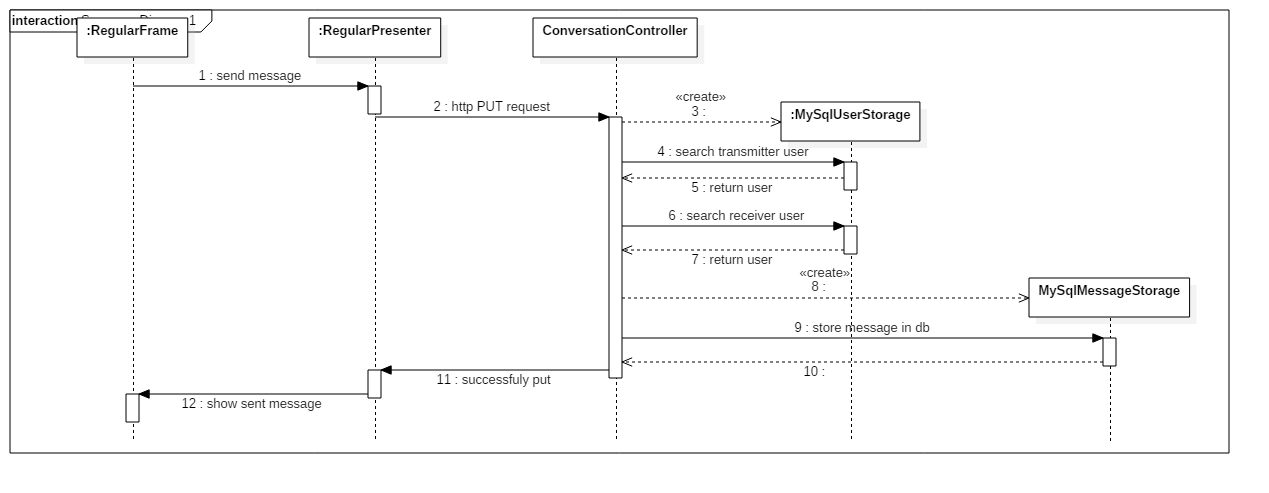 interaction
1
:RegularFrame
:RegularPresenter
ConversationController
1 : send message
2 : http PUT request
«create»
3 :
:MySqlUserStorage
4 : search transmitter user
5 : return user
6 : search receiver user
7 : return user
«create»
8 :
MySqlMessageStorage
9 : store message in db
10 :
11 : successfuly put
12 : show sent message